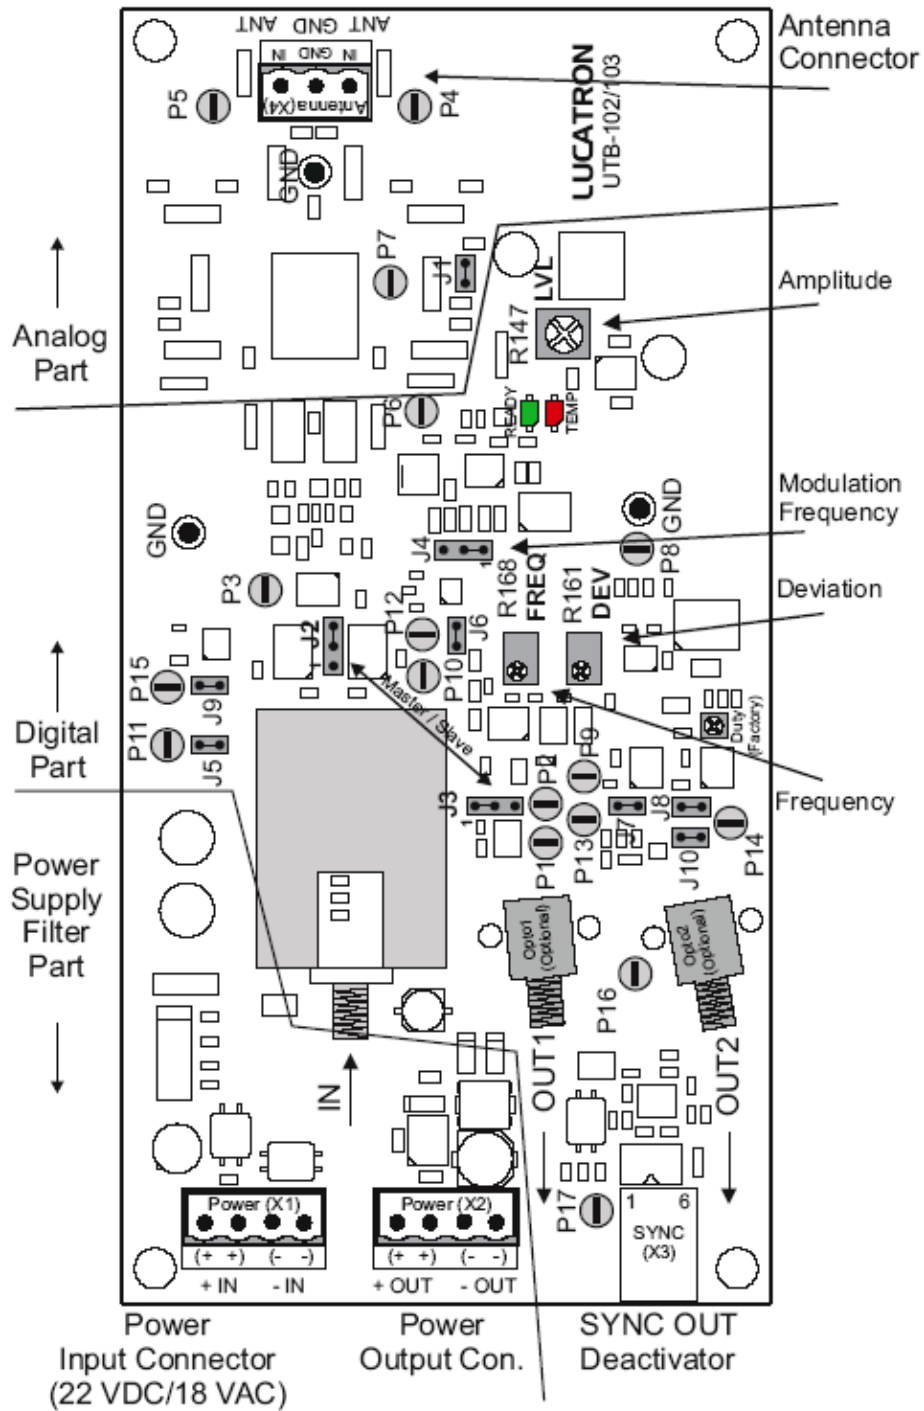 ANT GND ANT
IN GND IN
Antenna (X4)
P5
P4
GND
LUCATRON
UTB-102/103
Antenna
Connector
P7
J1
LVL
R147
Amplitude
Analog
Part
P6
READY
TEMP
Modulation
Frequency
GND
GND
J4
1
R168
FREQ
R161
DEV
P8
P3
P12
J2
1
J6
P10
Deviation
P15
J9
P11
J5
Master / Slave
Duty
(Factory)
Digital
Part
P9
P2
J3
1
P1
P13
J7
J8
J10
P14
Frequency
Power
Supply
Filter
Part
Opto1
(Optional)
Opto2
(Optional)
P16
IN
OUT1
OUT2
P17
Power (X1)
(+ +) (- -)
+ IN - IN
Power (X2)
(+ +) (- -)
+ OUT - OUT
1 6
SYNC
(X3)
Power
Input Connector
(22 VDC/18 VAC)
Power
Output Con.
SYNC OUT
Deactivator